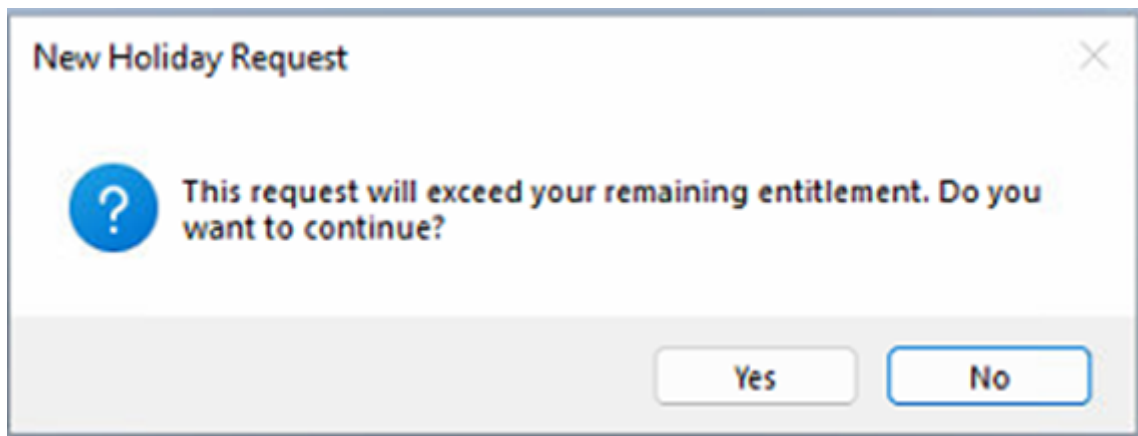 New Holiday Request
This request will exceed your remaining entitlement. Do you
want to continue?
Yes
No